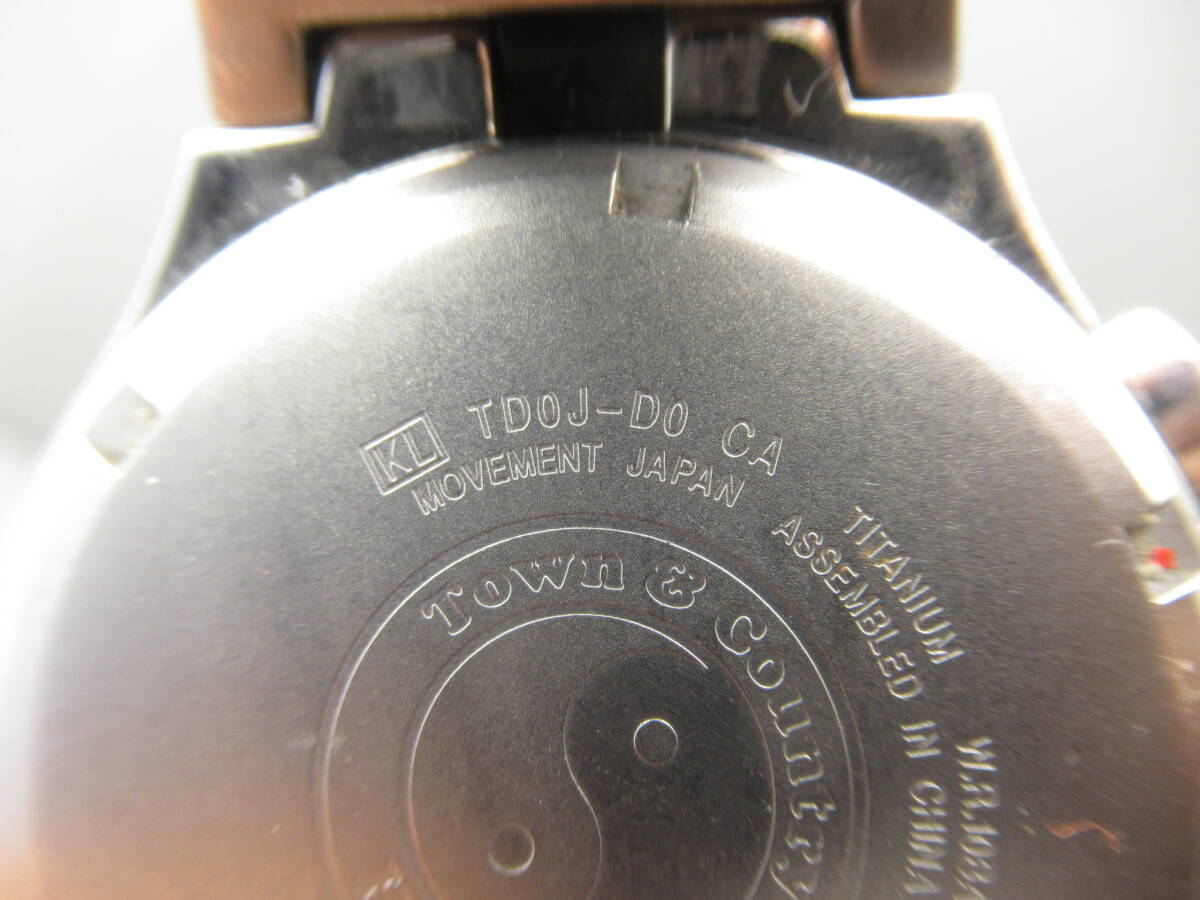 KL TD0J-D0 CA
MOVEMENT JAPAN
TITANIUM
ASSEMBLED IN CHINA
Town & Country